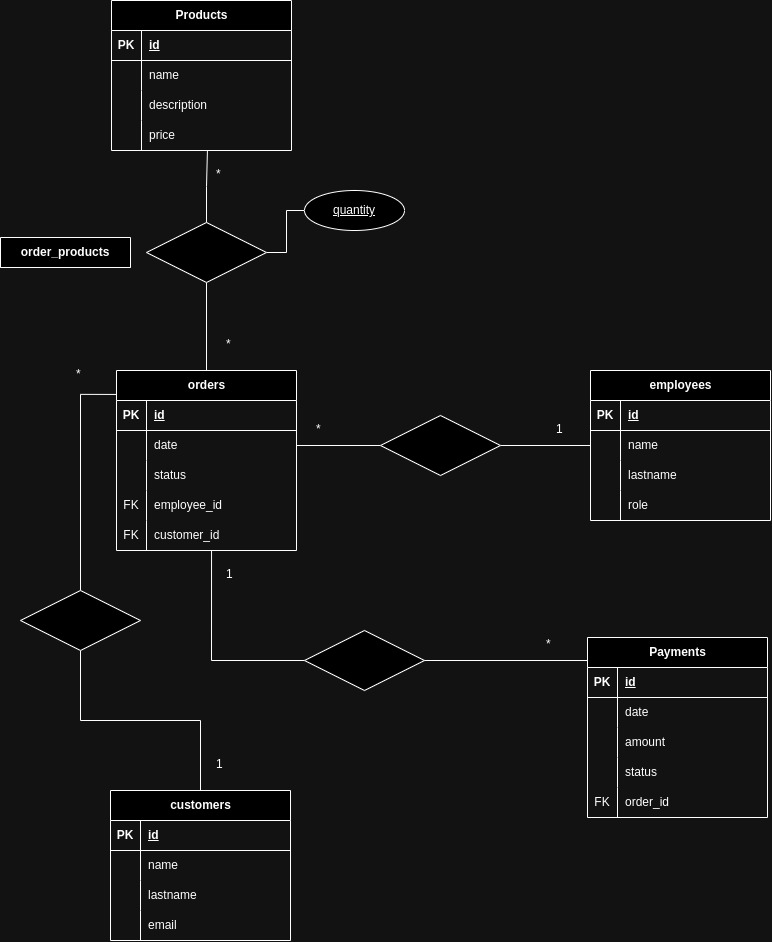 Products
PK id
name
description
price
*
quantity
order_products
*
*
orders
PK id
date
status
FK employee_id
FK customer_id
*
1
employees
PK id
name
lastname
role
1
*
Payments
PK id
date
amount
status
FK order_id
1
customers
PK id
name
lastname
email